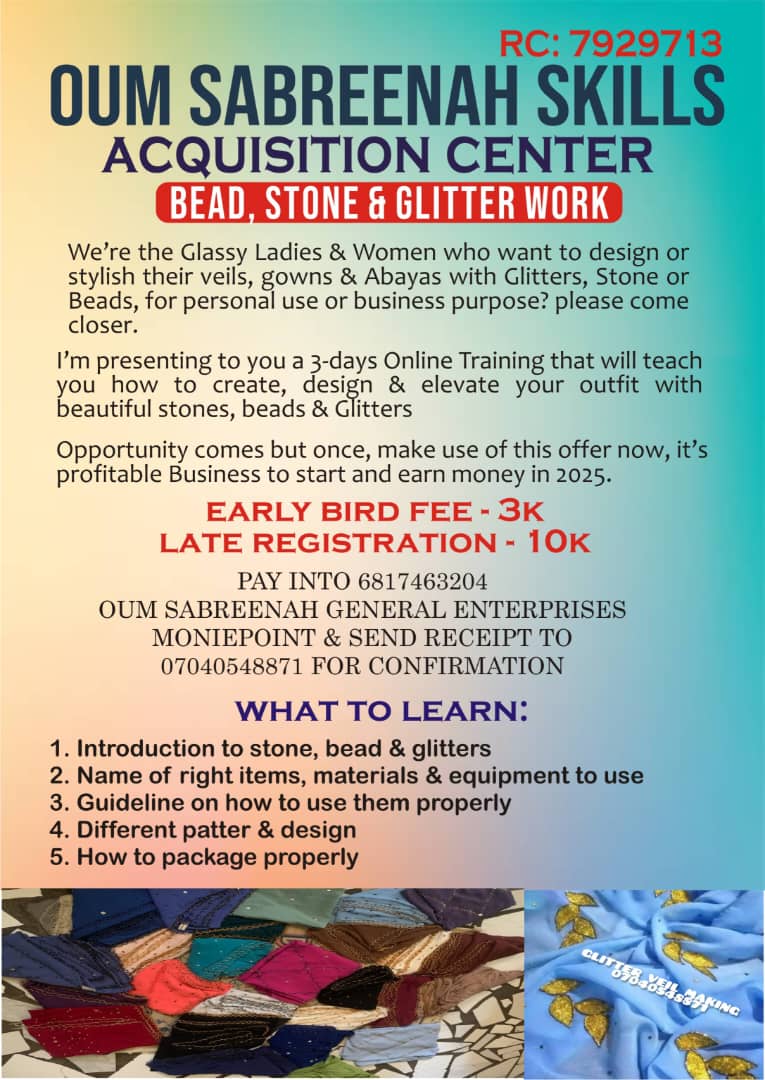 RC: 7929713
OUM SABREENAH SKILLS
ACQUISITION CENTER
BEAD, STONE & GLITTER WORK
We're the Glassy Ladies & Women who want to design or
stylish their veils, gowns & Abayas with Glitters, Stone or
Beads, for personal use or business purpose? please come
closer.
I'm presenting to you a 3-days Online Training that will teach
you how to create, design & elevate your outfit with
beautiful stones, beads & Glitters
Opportunity comes but once, make use of this offer now, it's
profitable Business to start and earn money in 2025.
EARLY BIRD FEE - 3K
LATE REGISTRATION - 10K
PAY INTO 6817463204
OUM SABREENAH GENERAL ENTERPRISES
MONIEPOINT & SEND RECEIPT TO
07040548871 FOR CONFIRMATION
WHAT TO LEARN:
1. Introduction to stone, bead & glitters
2. Name of right items, materials & equipment to use
3. Guideline on how to use them properly
4. Different patter & design
5. How to package properly
GLITTER VEIL MAKING
07040548871